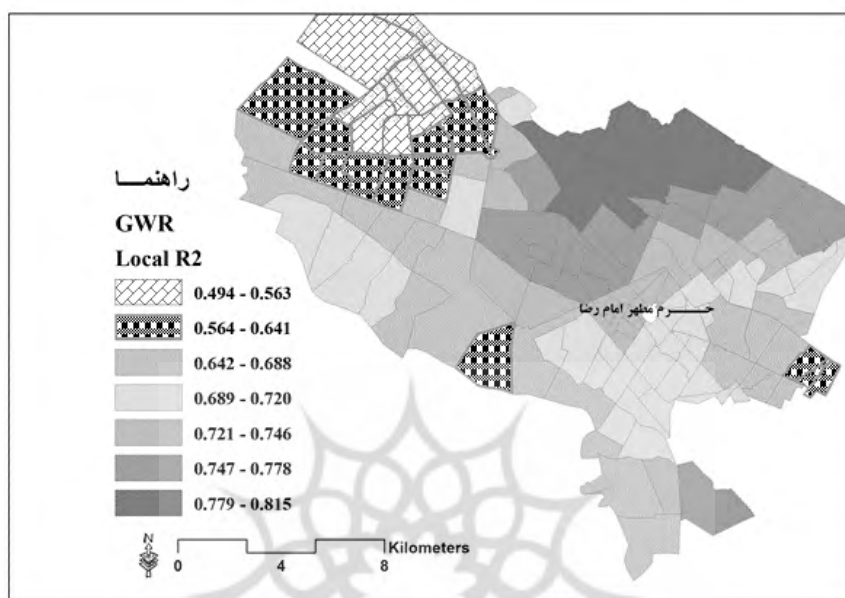 راهنمـــا
GWR
Local R2
0.494 - 0.563
0.564 - 0.641
0.642 - 0.688
0.689 - 0.720
0.721 - 0.746
0.747 - 0.778
0.779 - 0.815
حـــــرم مطهر امام رضا
N
Kilometers
0 4 8